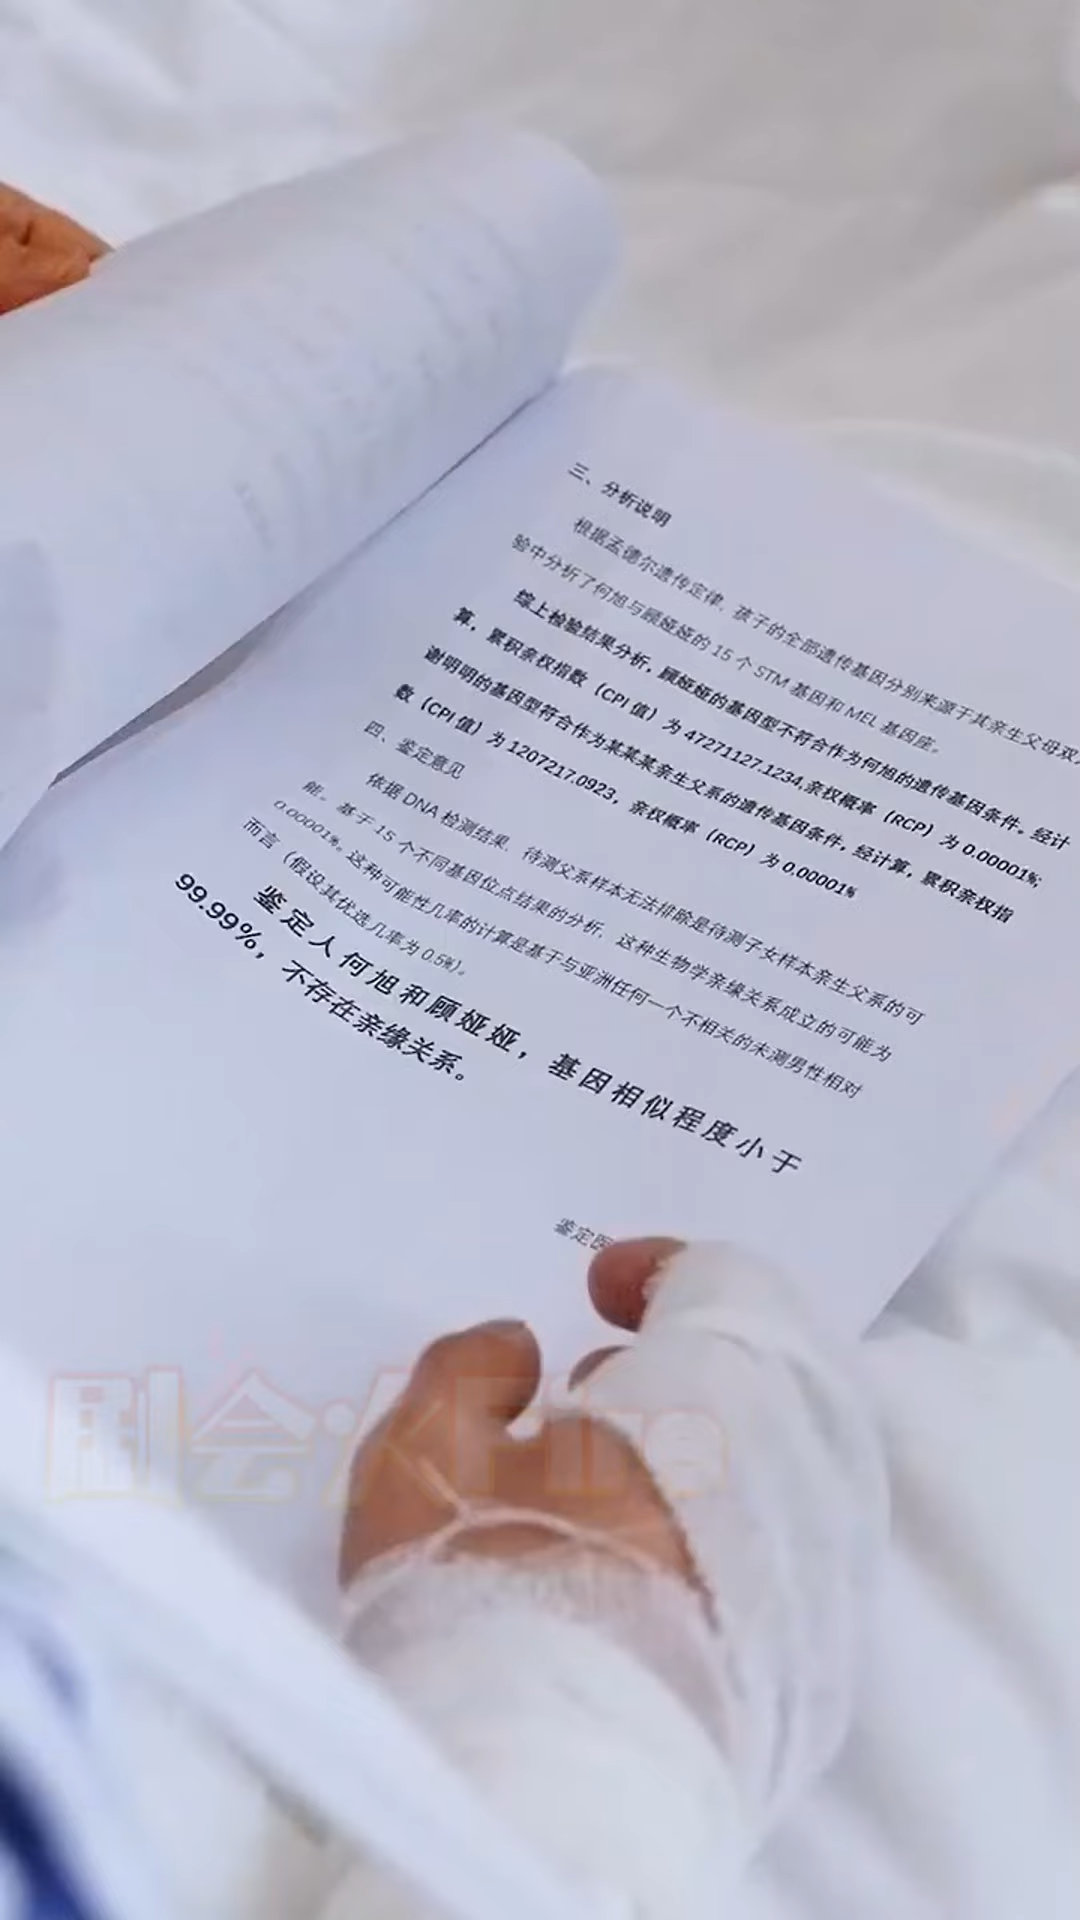 三、分析说明
根据孟德尔遗传定律，孩子的全部遗传基因分别来源于其亲生父母双
验中分析了何旭与顾娅娅的 15 个 STM 基因和 MEL 基因座。
综上检验结果分析，顾娅娅的基因型不符合作为何旭的遗传基因条件。经计
算，累积亲权指数（CPI 值）为 47271127.1234,亲权概率（RCP）为 0.00001%;
谢明明的基因型符合作为某某某亲生父系的遗传基因条件，经计算，累积亲权指
数（CPI 值）为 1207217.0923，亲权概率（RCP）为 0.00001%
四、鉴定意见
依据 DNA 检测结果，待测父系样本无法排除是待测子女样本亲生父系的可
能。基于 15 个不同基因位点结果的分析，这种生物学亲缘关系成立的可能为
0.00001%。这种可能性几率的计算是基于与亚洲任何一个不相关的未测男性相对
而言（假设其优选几率为 0.5%）。
鉴定人何旭和顾娅娅，基因相似程度小于
99.99%，不存在亲缘关系。
鉴定医
剧会火Fire